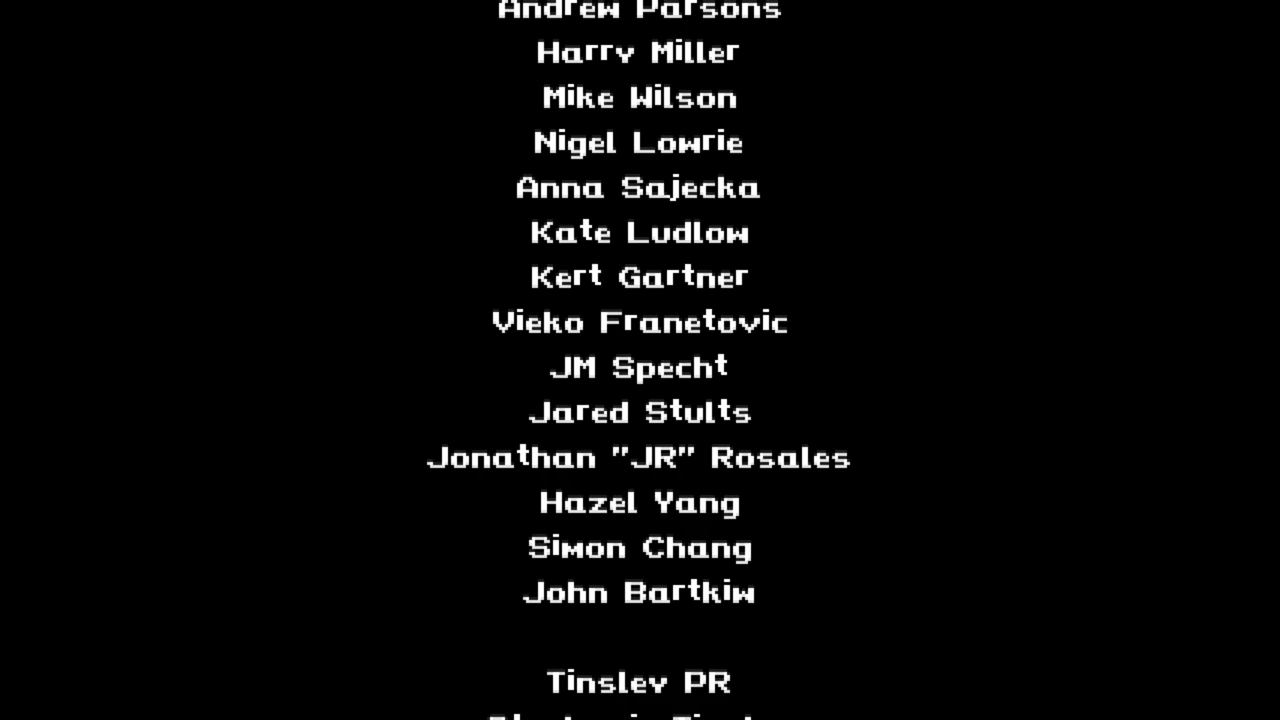 Andrew Parsons
Harry Miller
Mike Wilson
Nigel Lowrie
Anna Sajecka
Kate Ludlow
Kert Gartner
Vieko Franetovic
JM Specht
Jared Stults
Jonathan "JR" Rosales
Hazel Yang
Simon Chang
John Bartkiw
Tinsley PR